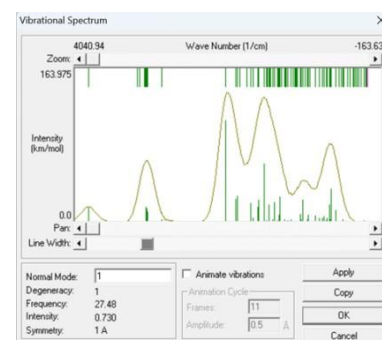 Vibrational Spectrum
4040.94 Wave Number (1/cm) -163.63
Zoom:
163.975
Intensity
(km/mol)
0.0
Pan:
Line Width:
Normal Mode: 1
Degeneracy: 1
Frequency: 27.48
Intensity: 0.730
Symmetry: 1 A
Animate vibrations
Animation Cycle
Frames: 11
Amplitude: 0.5 Å
Apply
Copy
OK
Cancel